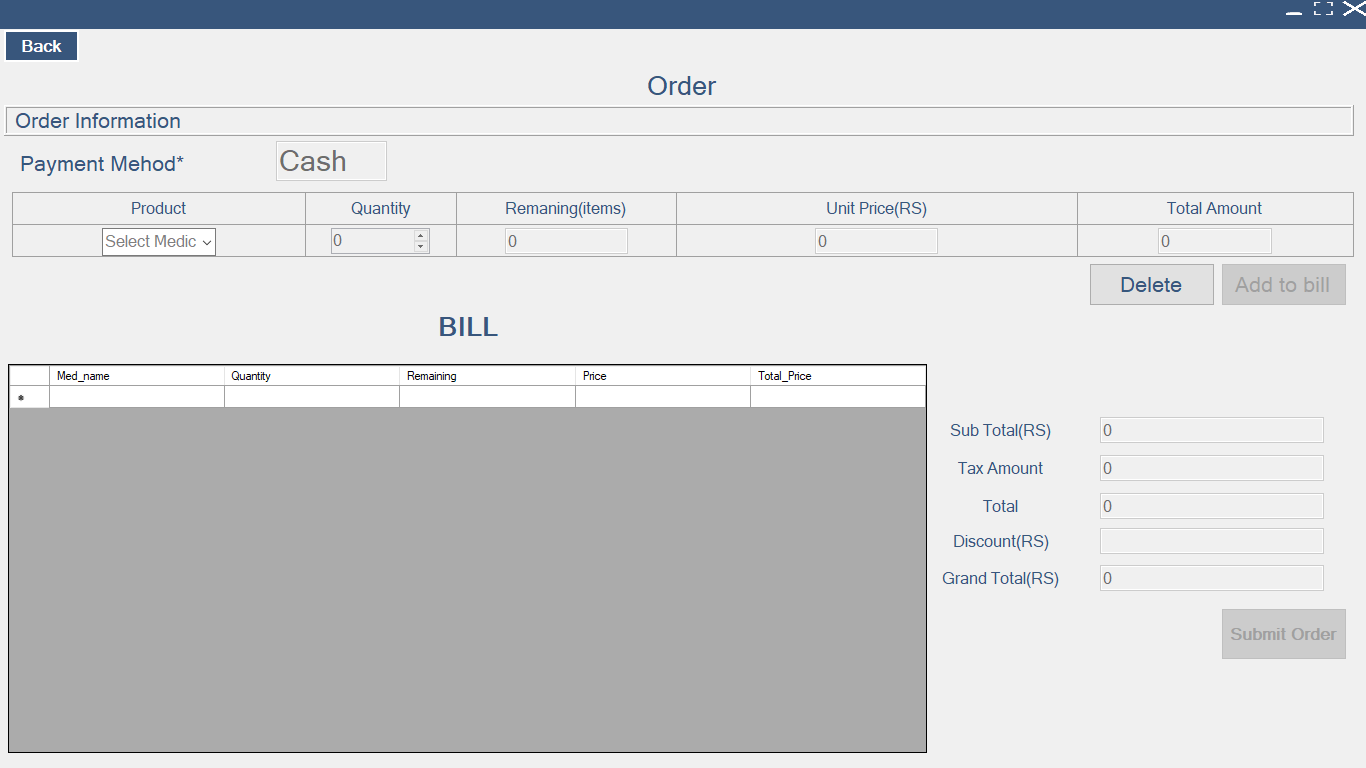 Back
Order
Order Information
Payment Mehod* Cash
Product Quantity Remaning(items) Unit Price(RS) Total Amount
Select Medic 0 0 0 0
Delete Add to bill
BILL
Med_name Quantity Remaining Price Total_Price
Sub Total(RS) 0
Tax Amount 0
Total 0
Discount(RS)
Grand Total(RS) 0
Submit Order